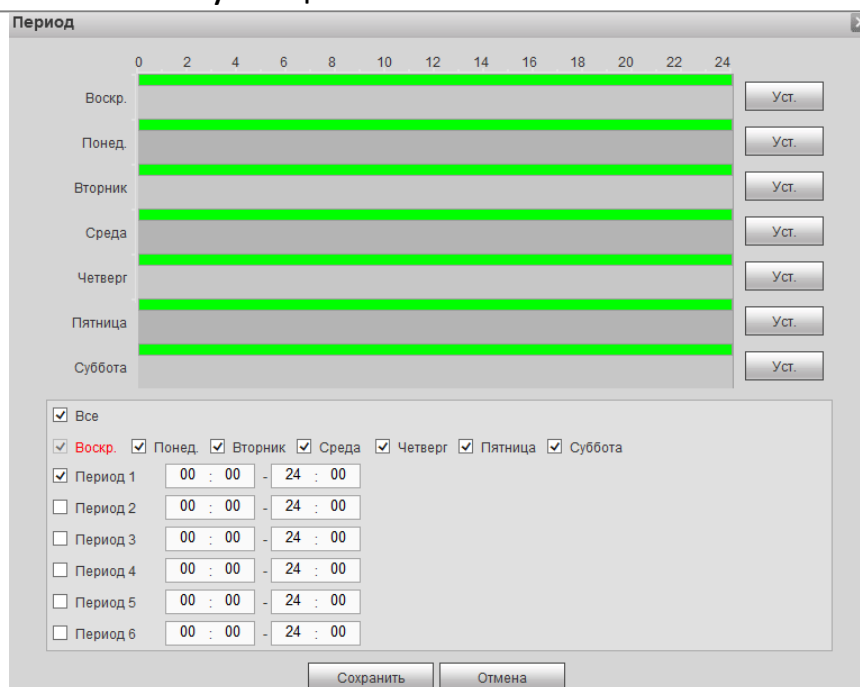 Период
0 2 4 6 8 10 12 14 16 18 20 22 24
Воскр. Уст.
Понед. Уст.
Вторник Уст.
Среда Уст.
Четверг Уст.
Пятница Уст.
Суббота Уст.
Все
Воскр. Понед. Вторник Среда Четверг Пятница Суббота
Период 1 00 : 00 - 24 : 00
Период 2 00 : 00 - 24 : 00
Период 3 00 : 00 - 24 : 00
Период 4 00 : 00 - 24 : 00
Период 5 00 : 00 - 24 : 00
Период 6 00 : 00 - 24 : 00
Сохранить Отмена